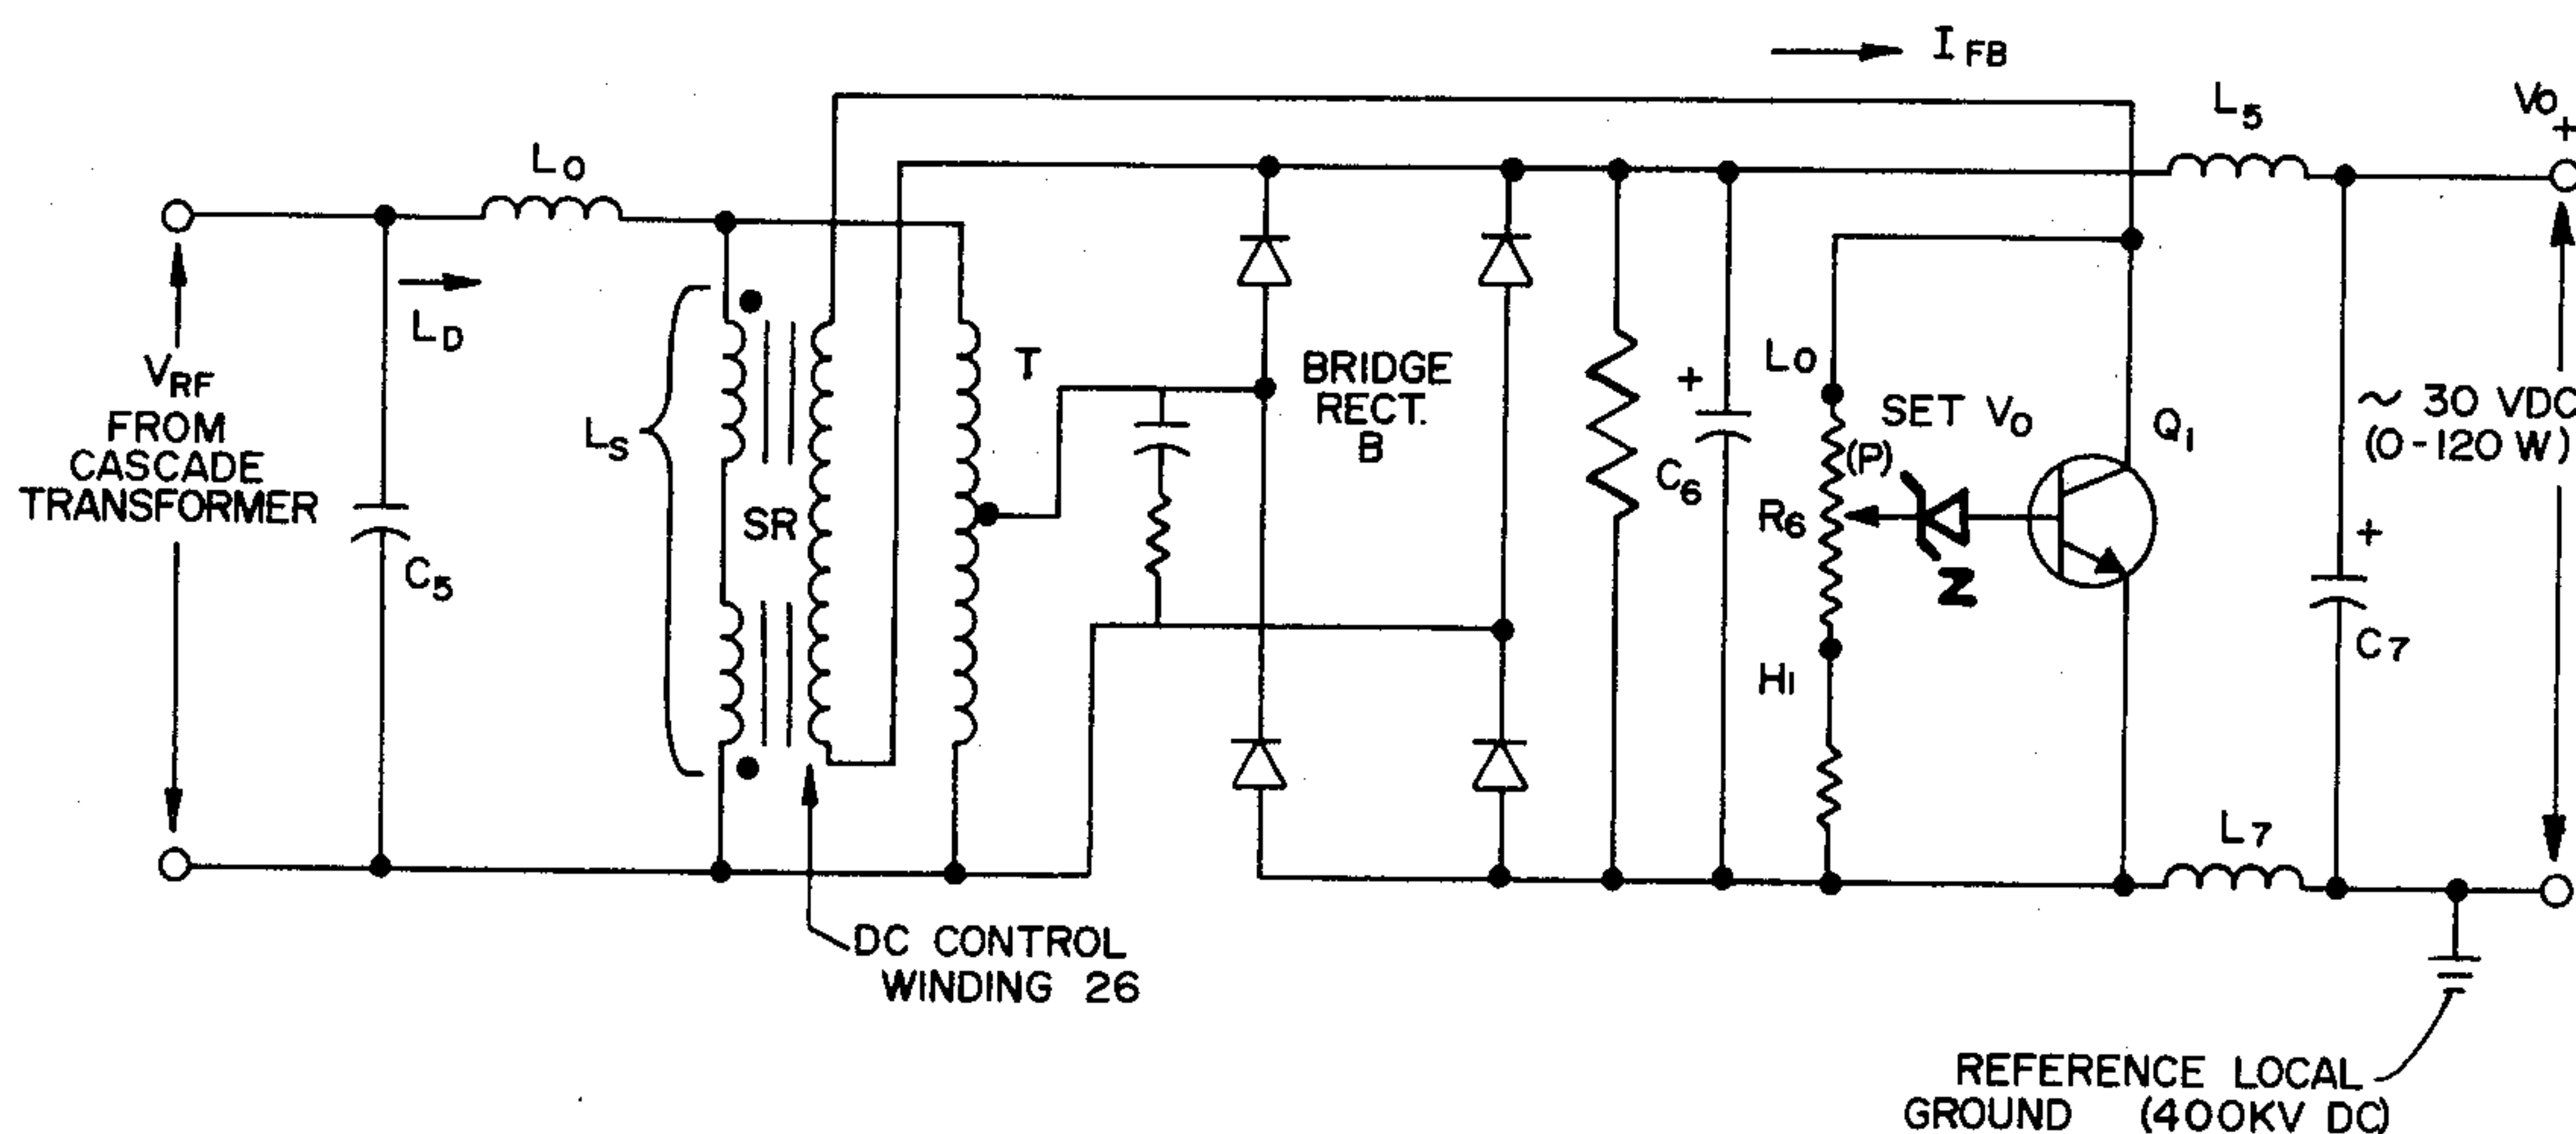 I FB
L5
Vo
+
Lo
LD
VRF
FROM
CASCADE
TRANSFORMER
C5
LS
SR
T
BRIDGE
RECT.
B
C6
+
Lo
SET Vo
(P)
R6
HI
Z
Q1
~ 30 VDC
(0-120 W)
+
C7
L7
DC CONTROL
WINDING 26
REFERENCE LOCAL
GROUND (400KV DC)